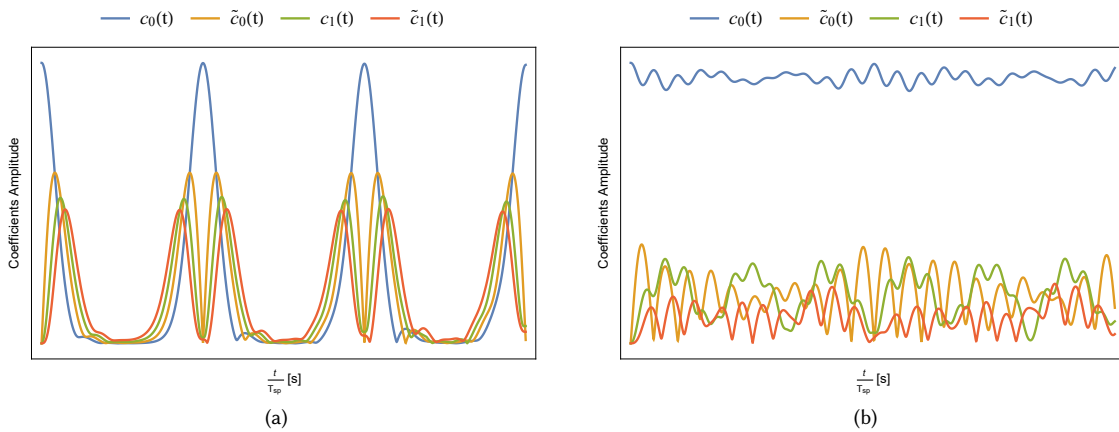 c₀(t) c̃₀(t) c₁(t) c̃₁(t)
Coefficients Amplitude
t/Tsp [s]
(a)
c₀(t) c̃₀(t) c₁(t) c̃₁(t)
Coefficients Amplitude
t/Tsp [s]
(b)